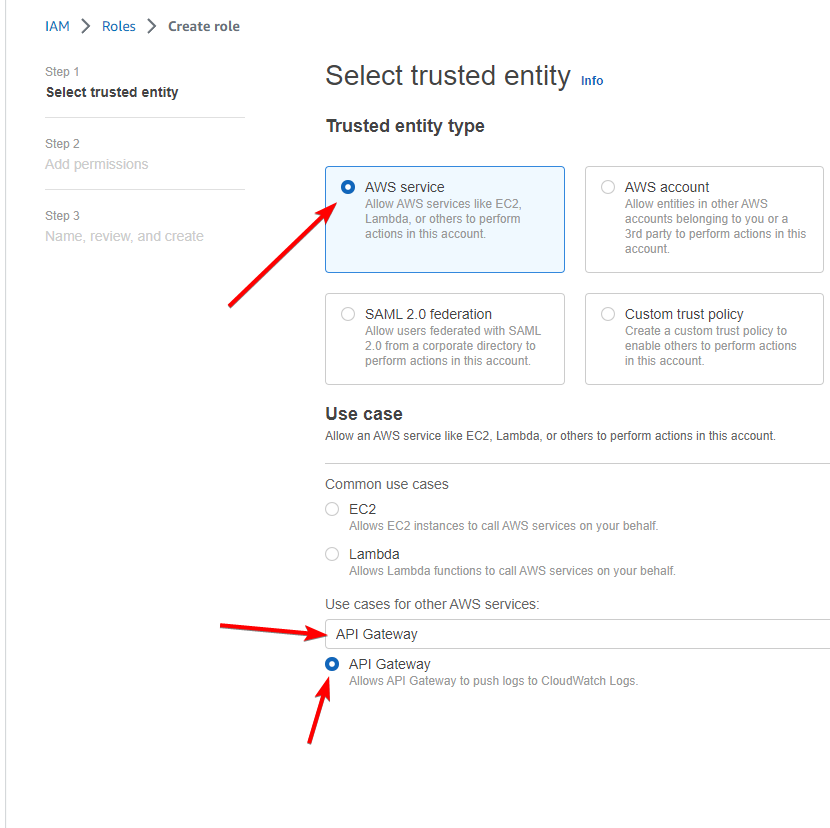 IAM > Roles > Create role
Step 1
Select trusted entity
Step 2
Add permissions
Step 3
Name, review, and create
Select trusted entity Info
Trusted entity type
AWS service
Allow AWS services like EC2,
Lambda, or others to perform
actions in this account.
AWS account
Allow entities in other AWS
accounts belonging to you or a
3rd party to perform actions in this
account.
SAML 2.0 federation
Allow users federated with SAML
2.0 from a corporate directory to
perform actions in this account.
Custom trust policy
Create a custom trust policy to
enable others to perform actions
in this account.
Use case
Allow an AWS service like EC2, Lambda, or others to perform actions in this account.
Common use cases
EC2
Allows EC2 instances to call AWS services on your behalf.
Lambda
Allows Lambda functions to call AWS services on your behalf.
Use cases for other AWS services:
API Gateway
API Gateway
Allows API Gateway to push logs to CloudWatch Logs.